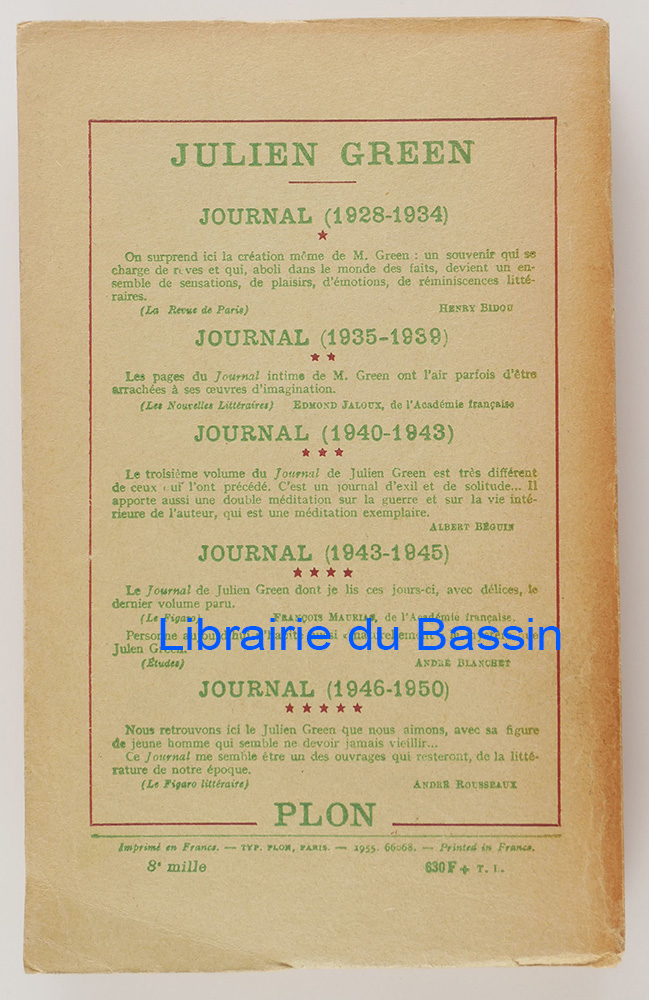 JULIEN GREEN
JOURNAL (1928-1934)
★
On surprend ici la création même de M. Green : un souvenir qui se
charge de rêves et qui, aboli dans le monde des faits, devient un en-
semble de sensations, de plaisirs, d'émotions, de réminiscences litté-
raires.
(La Revue de Paris) HENRY BIDOU
JOURNAL (1935-1939)
★ ★
Les pages du Journal intime de M. Green ont l'air parfois d'être
arrachées à ses œuvres d'imagination.
(Les Nouvelles Littéraires) EDMOND JALOUX, de l'Académie française
JOURNAL (1940-1943)
★ ★ ★
Le troisième volume du Journal de Julien Green est très différent
de ceux qui l'ont précédé. C'est un journal d'exil et de solitude... Il
apporte aussi une double méditation sur la guerre et sur la vie inté-
rieure de l'auteur, qui est une méditation exemplaire.
ALBERT BÉGUIN
JOURNAL (1943-1945)
★ ★ ★ ★
Le Journal de Julien Green dont je lis ces jours-ci, avec délices, le
dernier volume paru.
(Le Figaro) FRANÇOIS MAURIAC, de l'Académie française.
Personne aujourd'hui
Librairie du Bassin
Julen Green.
(Études) ANDRÉ BLANCHET
JOURNAL (1946-1950)
★ ★ ★ ★ ★
Nous retrouvons ici le Julien Green que nous aimons, avec sa figure
de jeune homme qui semble ne devoir jamais vieillir...
Ce Journal me semble être un des ouvrages qui resteront, de la litté-
rature de notre époque.
(Le Figaro littéraire) ANDRÉ ROUSSEAUX
PLON
Imprimé en France. — TYP. PLON, PARIS. — 1955. 66068. — Printed in France.
8e mille 630 F + T. L.